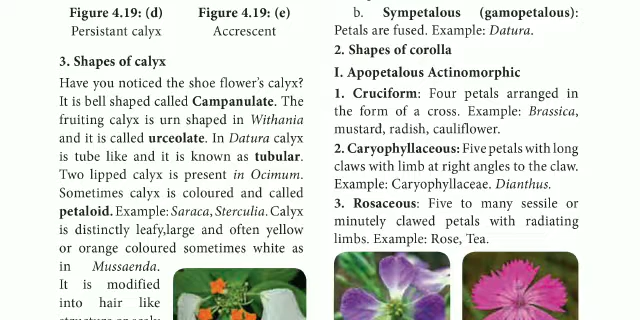 Figure 4.19: (d) Figure 4.19: (e)
Persistant calyx Accrescent
3. Shapes of calyx
Have you noticed the shoe flower's calyx?
It is bell shaped called Campanulate. The
fruiting calyx is urn shaped in Withania
and it is called urceolate. In Datura calyx
is tube like and it is known as tubular.
Two lipped calyx is present in Ocimum.
Sometimes calyx is coloured and called
petaloid. Example: Saraca, Sterculia. Calyx
is distinctly leafy,large and often yellow
or orange coloured sometimes white as
in Mussaenda.
It is modified
into hair like
b. Sympetalous (gamopetalous):
Petals are fused. Example: Datura.
2. Shapes of corolla
I. Apopetalous Actinomorphic
1. Cruciform: Four petals arranged in
the form of a cross. Example: Brassica,
mustard, radish, cauliflower.
2. Caryophyllaceous: Five petals with long
claws with limb at right angles to the claw.
Example: Caryophyllaceae. Dianthus.
3. Rosaceous: Five to many sessile or
minutely clawed petals with radiating
limbs. Example: Rose, Tea.